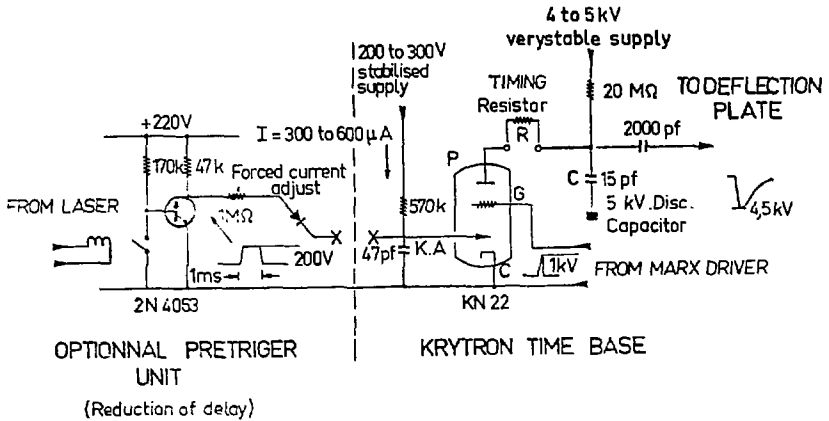 4 to 5kV
verystable supply
200 to 300V
stabilised
supply
TIMING
Resistor
20 MΩ
TO DEFLECTION
PLATE
+220V
I = 300 to 600 µA
R
2000 pf
170k
47k
Forced current
adjust
P
C
15 pf
5 kV. Disc.
Capacitor
4,5kV
FROM LASER
1MΩ
570k
G
200V
1ms
47pf
K.A
C
1kV
FROM MARX DRIVER
2N 4053
KN 22
OPTIONNAL PRETRIGER
UNIT
(Reduction of delay)
KRYTRON TIME BASE